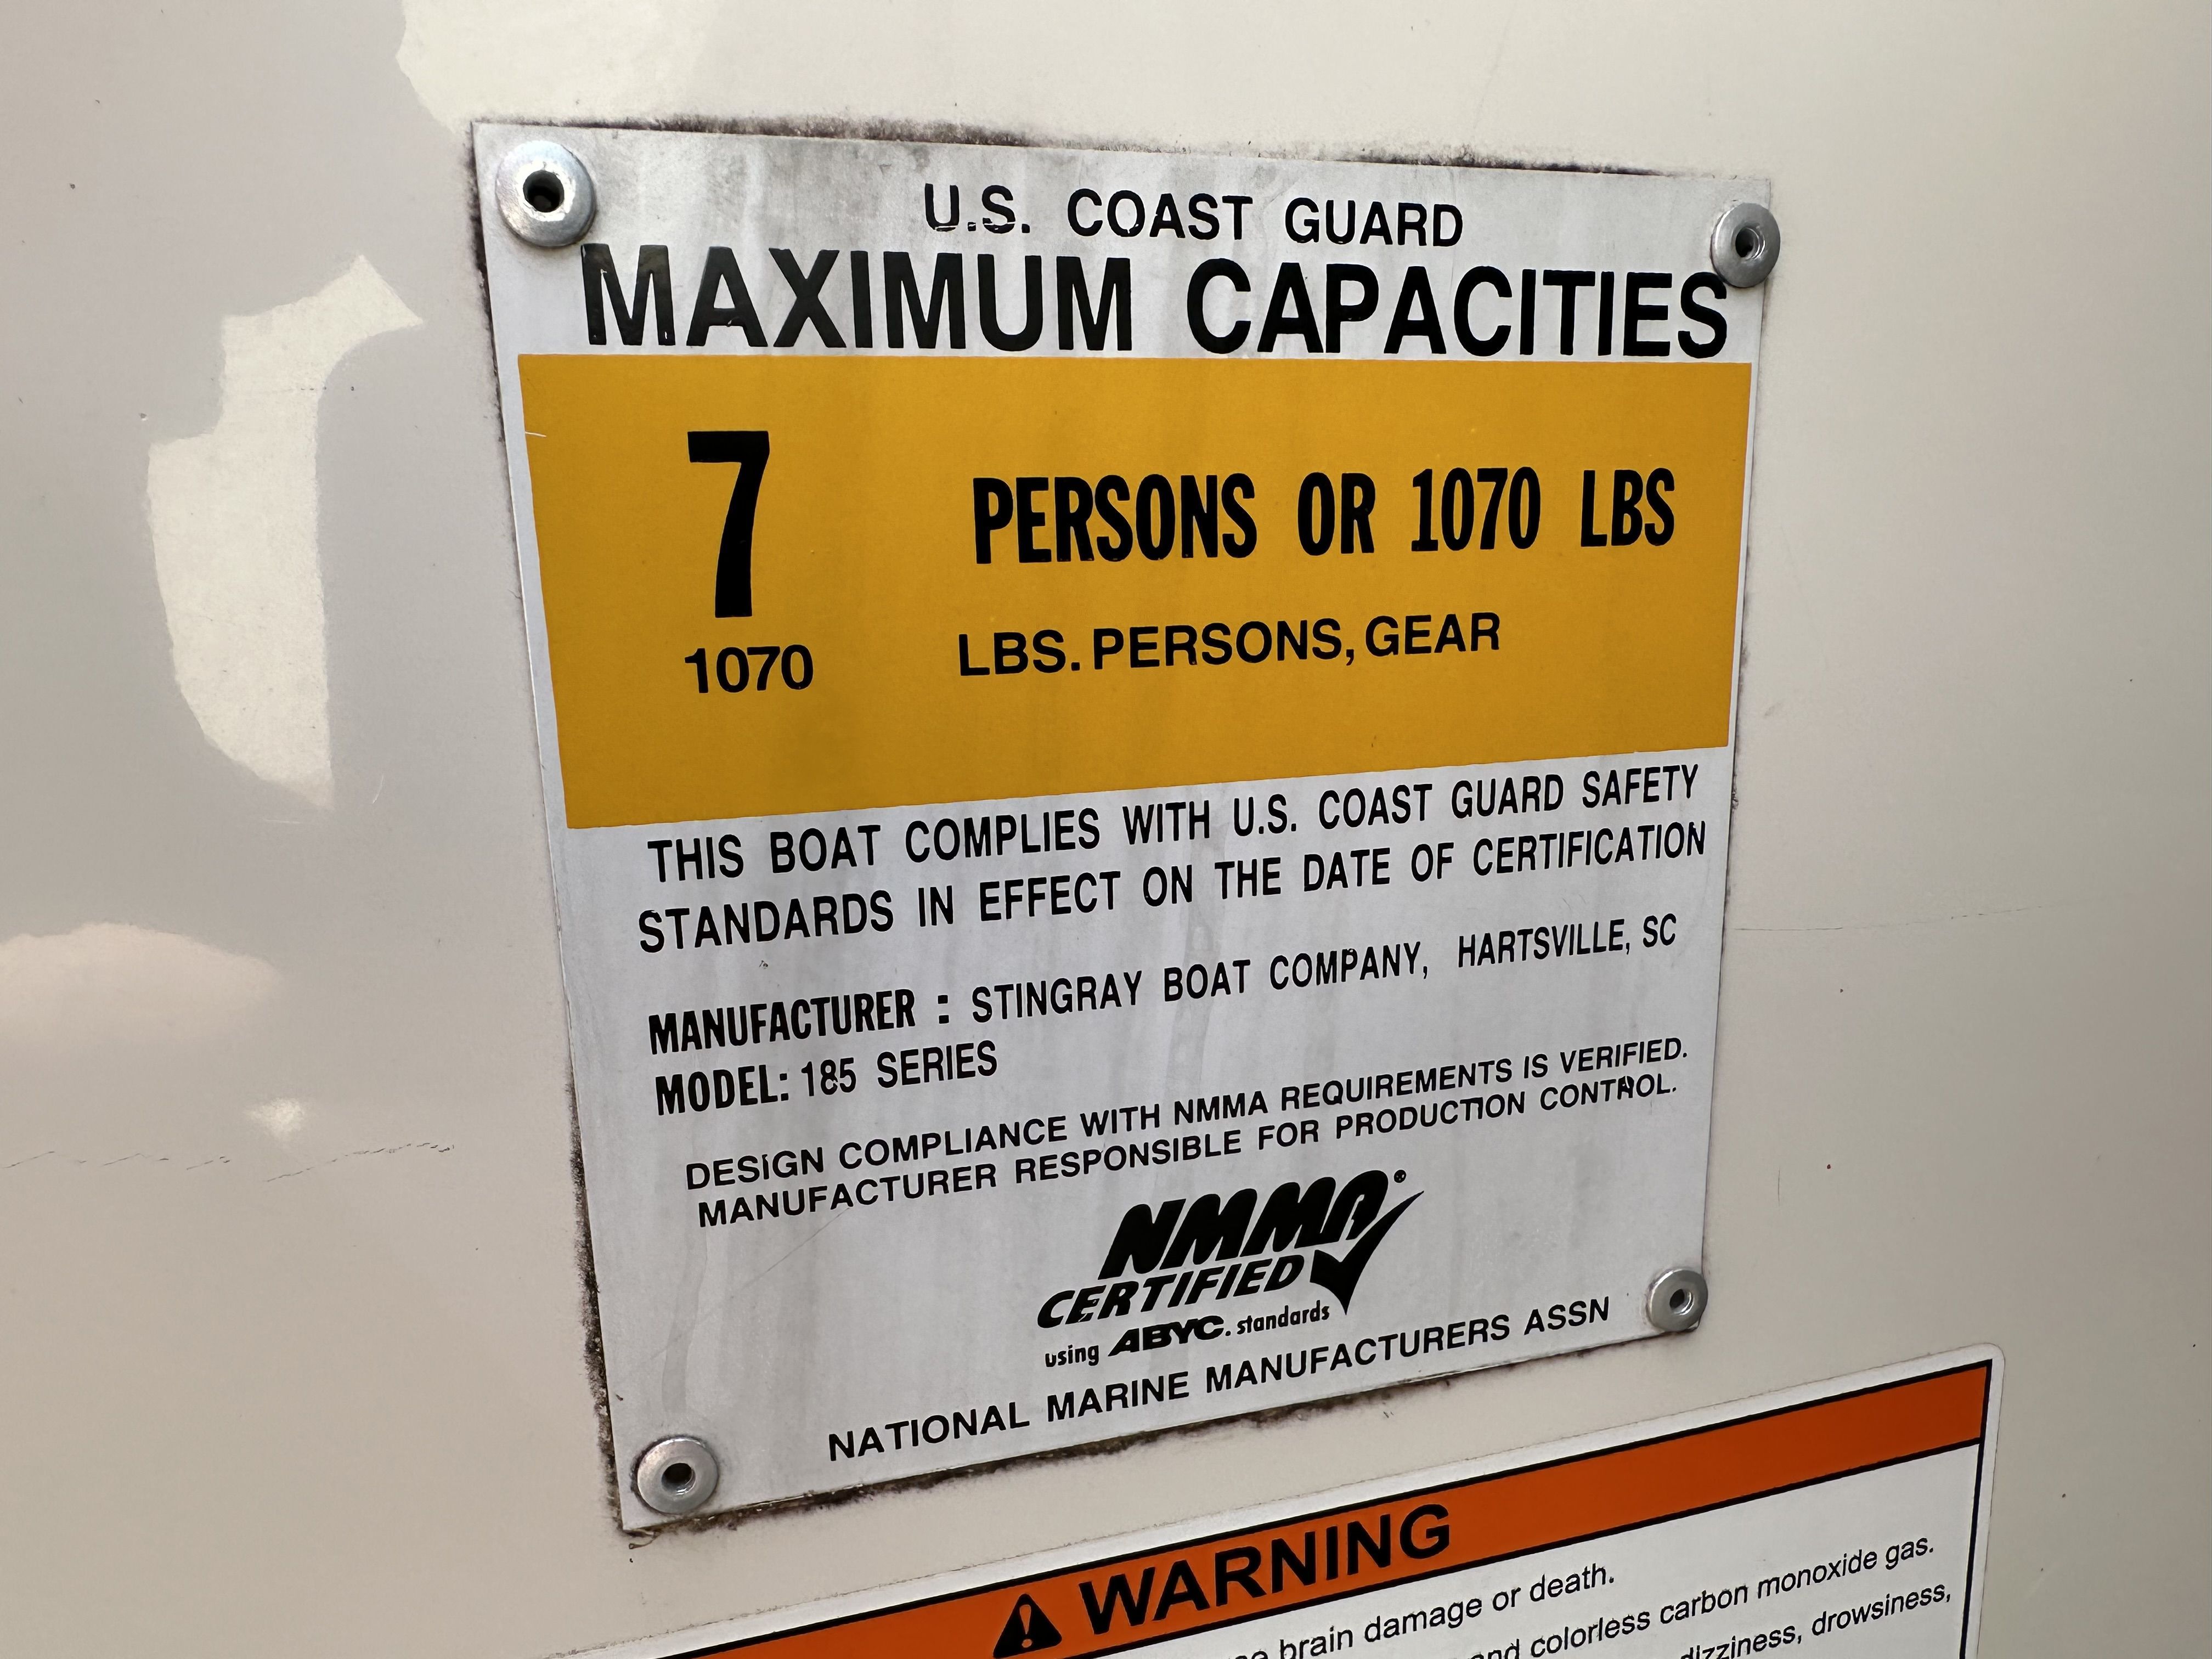 U.S. COAST GUARD
MAXIMUM CAPACITIES
7 PERSONS OR 1070 LBS
1070 LBS. PERSONS, GEAR
THIS BOAT COMPLIES WITH U.S. COAST GUARD SAFETY
STANDARDS IN EFFECT ON THE DATE OF CERTIFICATION
MANUFACTURER : STINGRAY BOAT COMPANY, HARTSVILLE, SC
MODEL: 185 SERIES
DESIGN COMPLIANCE WITH NMMA REQUIREMENTS IS VERIFIED.
MANUFACTURER RESPONSIBLE FOR PRODUCTION CONTROL.
NMMA®
CERTIFIED
using ABYC. standards
NATIONAL MARINE MANUFACTURERS ASSN
WARNING
brain damage or death.
and colorless carbon monoxide gas.
dizziness, drowsiness,